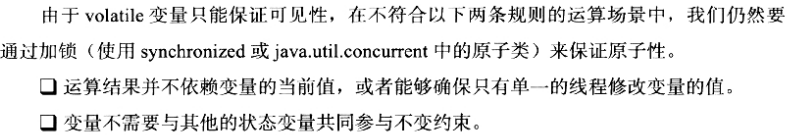 由于 volatile 变量只能保证可见性，在不符合以下两条规则的运算场景中，我们仍然要
通过加锁（使用 synchronized 或 java.util.concurrent 中的原子类）来保证原子性。
❑ 运算结果并不依赖变量的当前值，或者能够确保只有单一的线程修改变量的值。
❑ 变量不需要与其他的状态变量共同参与不变约束。